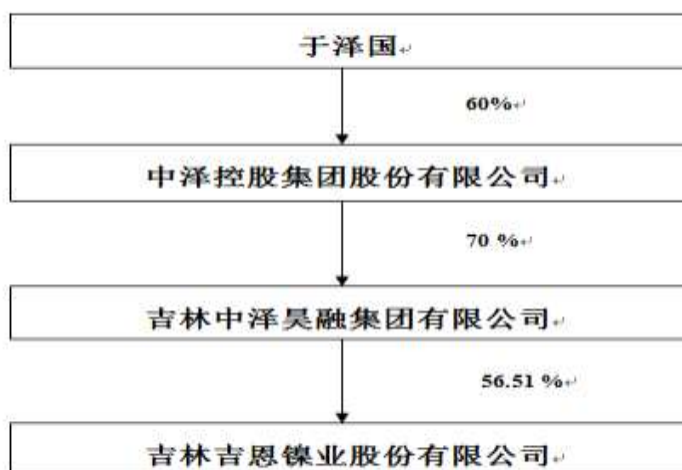 于泽国
60%
中泽控股集团股份有限公司
70 %
吉林中泽昊融集团有限公司
56.51 %
吉林吉恩镍业股份有限公司